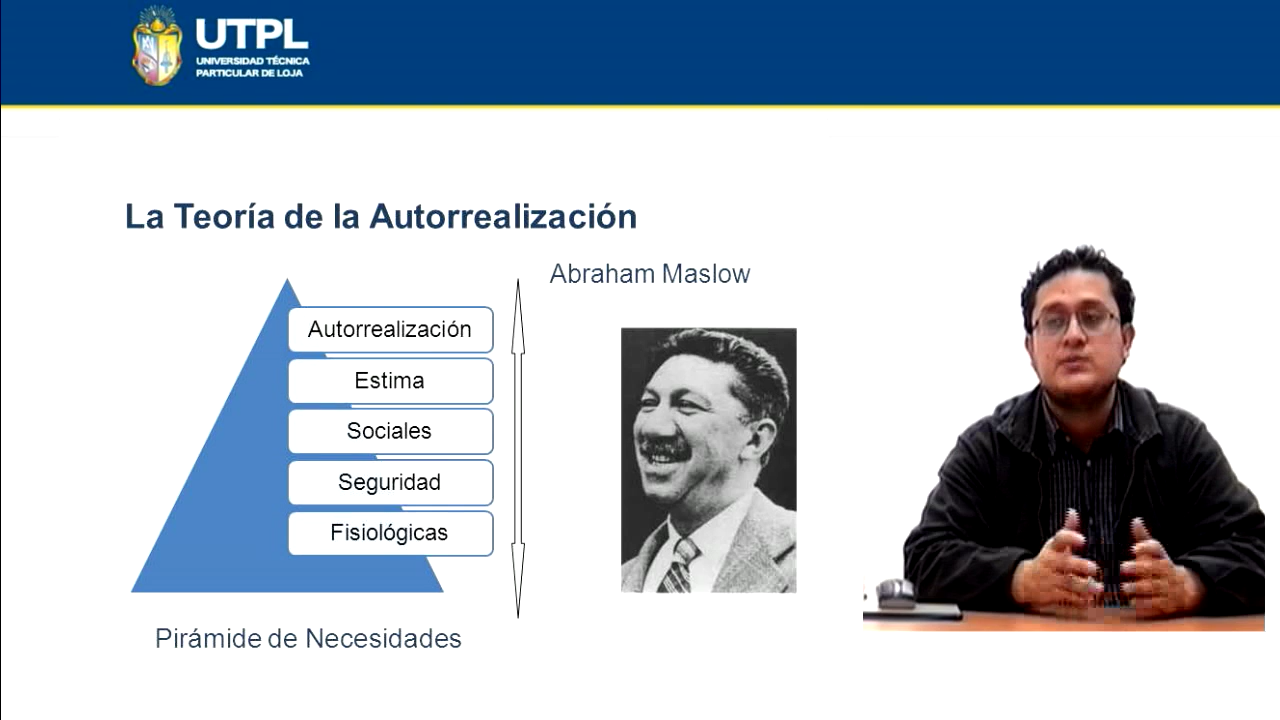 UTPL
UNIVERSIDAD TÉCNICA
PARTICULAR DE LOJA
La Teoría de la Autorrealización
Abraham Maslow
Autorrealización
Estima
Sociales
Seguridad
Fisiológicas
Pirámide de Necesidades